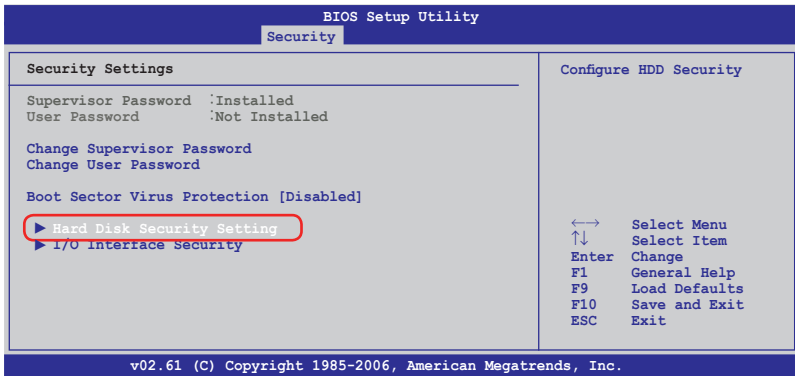 BIOS Setup Utility
Security
Security Settings
Supervisor Password :Installed
User Password :Not Installed
Change Supervisor Password
Change User Password
Boot Sector Virus Protection [Disabled]
▶ Hard Disk Security Setting
▶ I/O Interface Security
Configure HDD Security
←→ Select Menu
↑↓ Select Item
Enter Change
F1 General Help
F9 Load Defaults
F10 Save and Exit
ESC Exit
v02.61 (C) Copyright 1985-2006, American Megatrends, Inc.